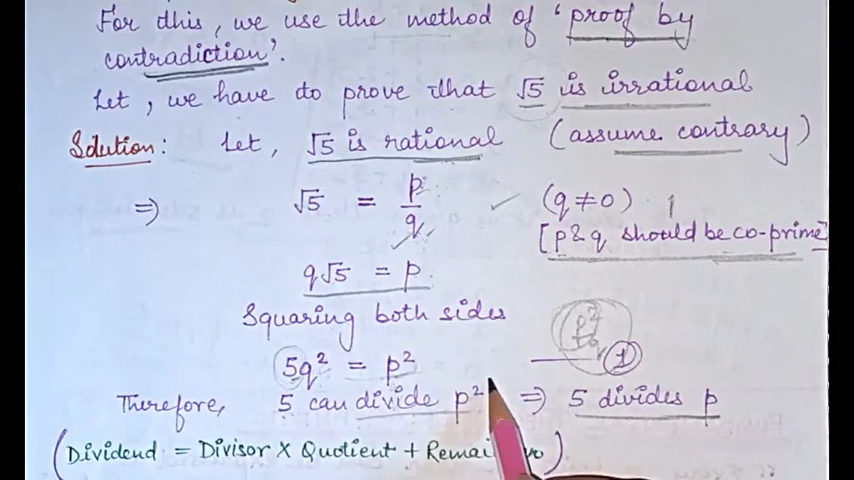 For this, we use the method of 'proof by
contradiction'.
Let, we have to prove that √5 is irrational
Solution: Let, √5 is rational (assume contrary)
⇒ √5 = p/q (q ≠ 0)
[p & q should be co-prime]
q√5 = p
Squaring both sides
5q² = p² 1
Therefore, 5 can divide p² ⇒ 5 divides p
(Dividend = Divisor × Quotient +